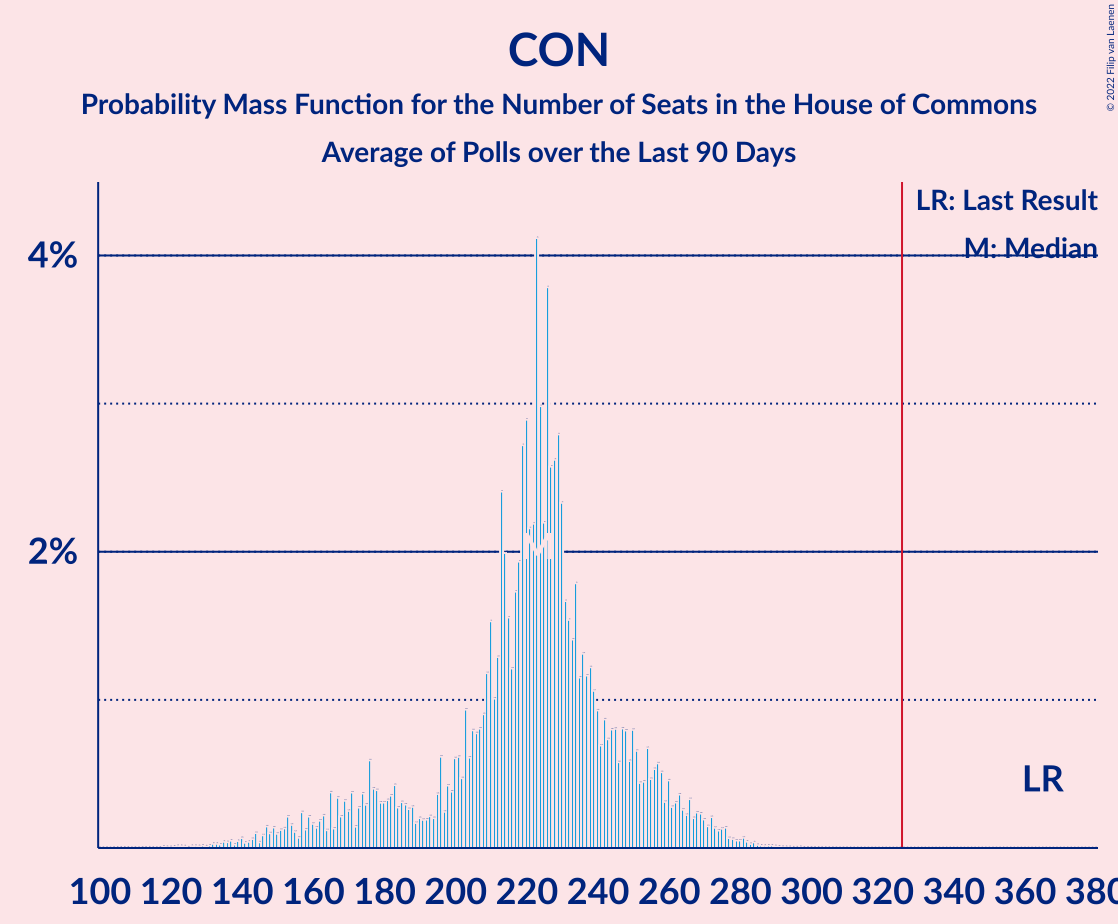 CON
Probability Mass Function for the Number of Seats in the House of Commons
Average of Polls over the Last 90 Days
© 2022 Filip van Laenen
LR: Last Result
M: Median
4%
2%
M
LR
100 120 140 160 180 200 220 240 260 280 300 320 340 360 380